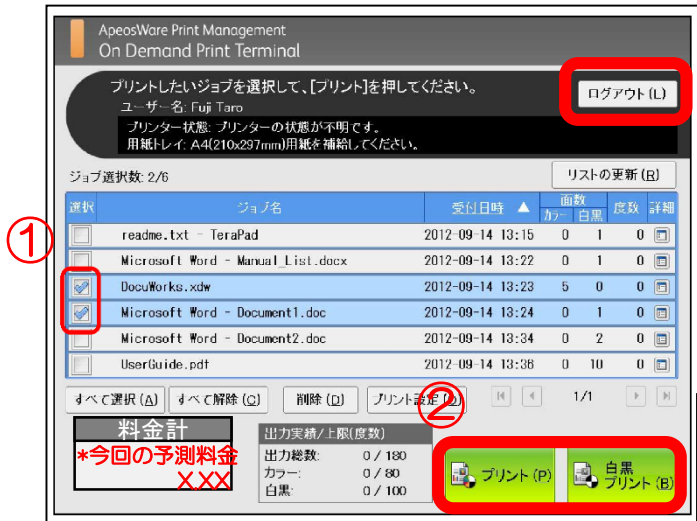 ApeosWare Print Management
On Demand Print Terminal
プリントしたいジョブを選択して、[プリント]を押してください。
ログアウト(L)
ユーザー名: Fuji Taro
プリンター状態: プリンターの状態が不明です。
用紙トレイ: A4(210x297mm)用紙を補給してください。
ジョブ選択数: 2/6
リストの更新(R)
選択 ジョブ名 受付日時 ▲ 面数 カラー 白黒 度数 詳細
①
readme.txt - TeraPad 2012-09-14 13:15 0 1 0
Microsoft Word - Manual_List.docx 2012-09-14 13:22 0 1 0
DocuWorks.xdw 2012-09-14 13:23 5 0 0
Microsoft Word - Document1.doc 2012-09-14 13:24 0 1 0
Microsoft Word - Document2.doc 2012-09-14 13:34 0 2 0
UserGuide.pdf 2012-09-14 13:36 0 10 0
すべて選択(A) すべて解除(C) 削除(D) プリント設定 1/1
②
料金計
*今回の予測料金
X.XX
出力実績/上限(度数)
出力総数: 0 / 180
カラー: 0 / 80
白黒: 0 / 100
プリント(P)
白黒
プリント(B)